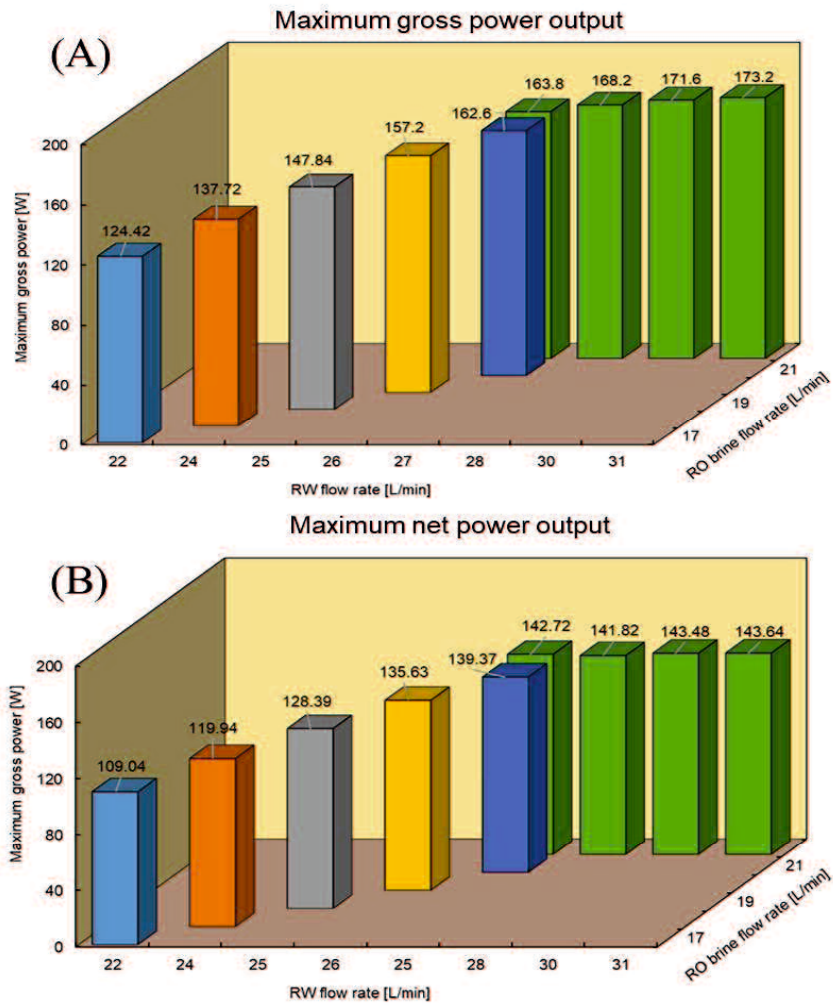 Maximum gross power output
(A)
163.8 168.2 171.6 173.2
162.6
157.2
147.84
137.72
124.42
200
160
120
80
40
0
Maximum gross power [W]
22 24 25 26 27 28 30 31
RW flow rate [L/min]
17 19 21
RO brine flow rate [L/min]
Maximum net power output
(B)
142.72 141.82 143.48 143.64
139.37
135.63
128.39
119.94
109.04
200
160
120
80
40
0
Maximum gross power [W]
22 24 25 26 25 28 30 31
RW flow rate [L/min]
17 19 21
RO brine flow rate [L/min]